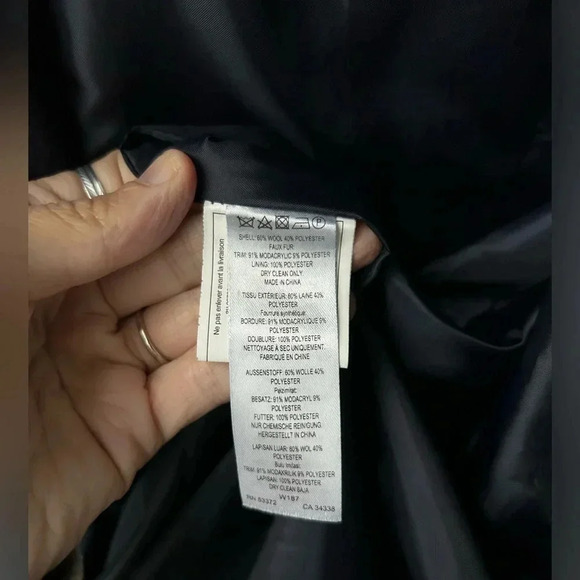 SHELL: 60% WOOL 40% POLYESTER
FAUX FUR
TRIM: 91% MODACRYLIC 9% POLYESTER
LINING: 100% POLYESTER
DRY CLEAN ONLY
MADE IN CHINA
TISSU EXTÉRIEUR: 60% LAINE 40%
POLYESTER
Fourrure synthétique:
BORDURE: 91% MODACRYLIQUE 9%
POLYESTER
DOUBLURE: 100% POLYESTER
NETTOYAGE À SEC UNIQUEMENT.
FABRIQUÉ EN CHINE
AUSSENSTOFF: 60% WOLLE 40%
POLYESTER
Pelzimitat:
BESATZ: 91% MODACRYL 9%
POLYESTER
FUTTER: 100% POLYESTER
NUR CHEMISCHE REINIGUNG
HERGESTELLT IN CHINA
LAPISAN LUAR: 60% WOL 40%
POLYESTER
Bulu Imitasi:
TRIM: 91% MODAKRILIK 9% POLYESTER
LAPISAN: 100% POLYESTER
DRY CLEAN SAJA
W187
RN 53372 CA 34338
Ne pas enlever avant la livraison